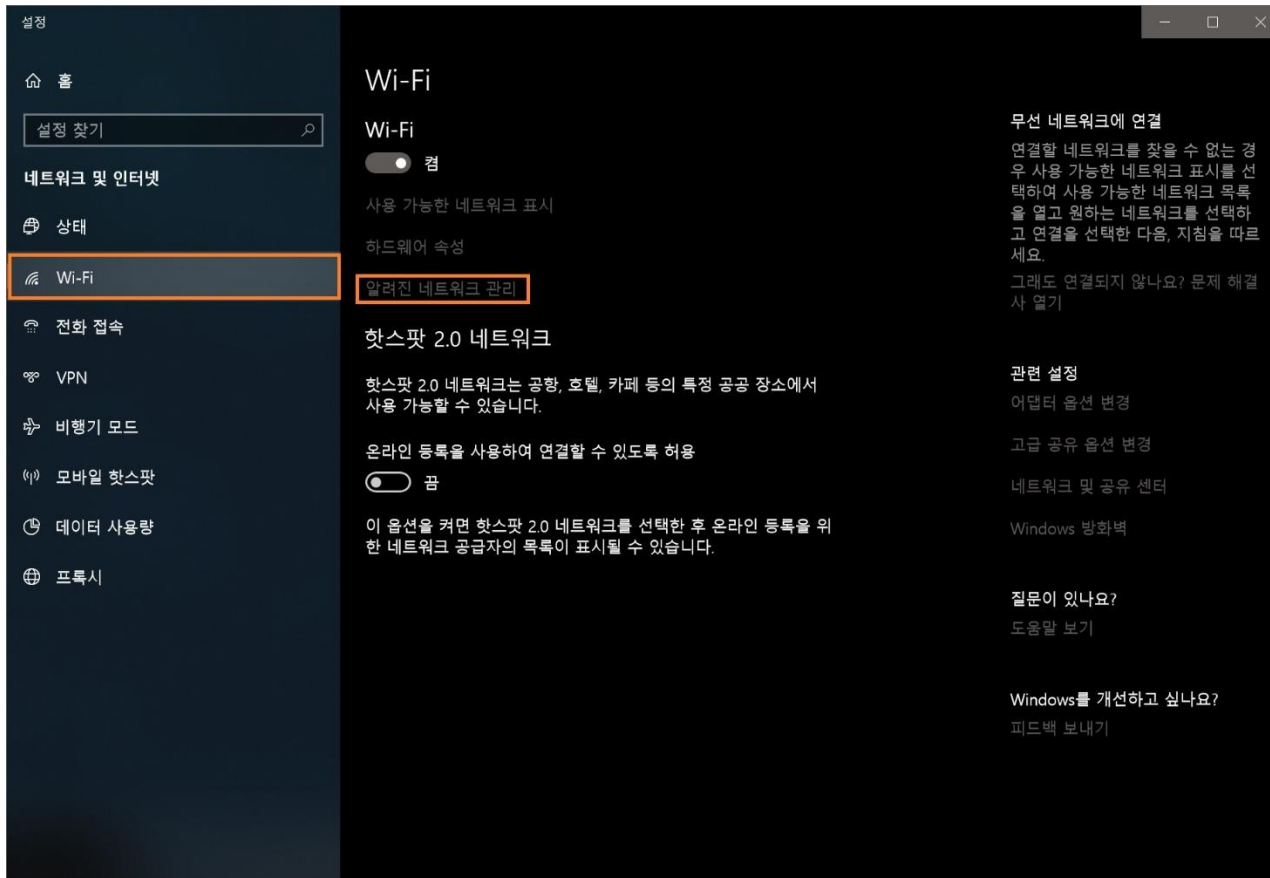 설정
홈
설정 찾기
네트워크 및 인터넷
상태
Wi-Fi
전화 접속
VPN
비행기 모드
모바일 핫스팟
데이터 사용량
프록시
Wi-Fi
Wi-Fi
켬
사용 가능한 네트워크 표시
하드웨어 속성
알려진 네트워크 관리
핫스팟 2.0 네트워크
핫스팟 2.0 네트워크는 공항, 호텔, 카페 등의 특정 공공 장소에서
사용 가능할 수 있습니다.
온라인 등록을 사용하여 연결할 수 있도록 허용
끔
이 옵션을 켜면 핫스팟 2.0 네트워크를 선택한 후 온라인 등록을 위
한 네트워크 공급자의 목록이 표시될 수 있습니다.
무선 네트워크에 연결
연결할 네트워크를 찾을 수 없는 경
우 사용 가능한 네트워크 표시를 선
택하여 사용 가능한 네트워크 목록
을 열고 원하는 네트워크를 선택하
고 연결을 선택한 다음, 지침을 따르
세요.
그래도 연결되지 않나요? 문제 해결
사 열기
관련 설정
어댑터 옵션 변경
고급 공유 옵션 변경
네트워크 및 공유 센터
Windows 방화벽
질문이 있나요?
도움말 보기
Windows를 개선하고 싶나요?
피드백 보내기